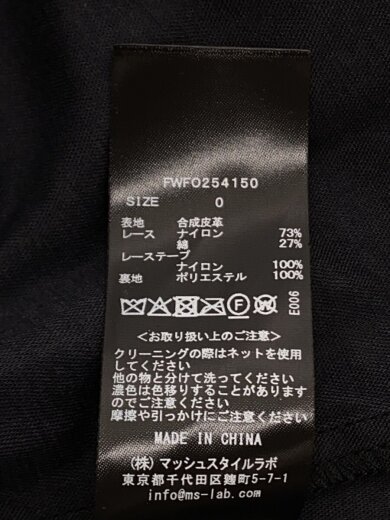 FWFO254150
SIZE 0
表地 合成皮革
レース ナイロン 73%
綿 27%
レーステープ
ナイロン 100%
裏地 ポリエステル 100%
E006
<お取り扱い上のご注意>
クリーニングの際はネットを使用
してください
他の物と分けて洗ってください
濃色は色移りすることがあります
のでご注意ください
摩擦や引っかけにご注意ください
MADE IN CHINA
(株) マッシュスタイルラボ
東京都千代田区麹町5-7-1
info@ms-lab.com